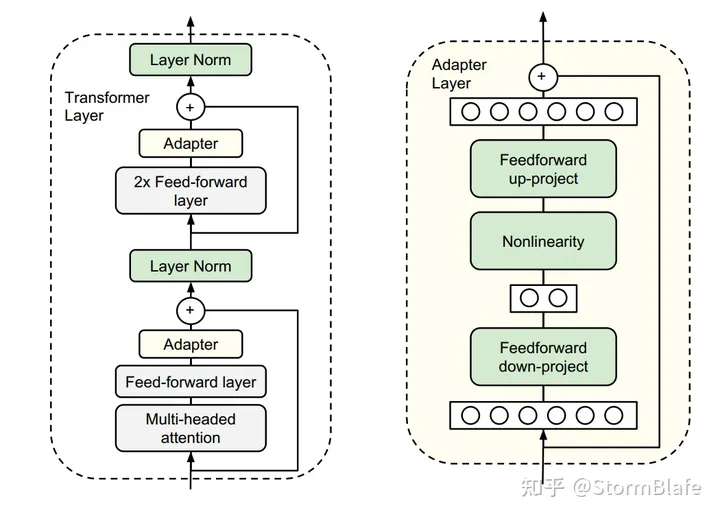 Layer Norm
Transformer
Layer
+
Adapter
2x Feed-forward
layer
Layer Norm
+
Adapter
Feed-forward layer
Multi-headed
attention
Adapter
Layer
+
Feedforward
up-project
Nonlinearity
Feedforward
down-project
知乎 @StormBlafe